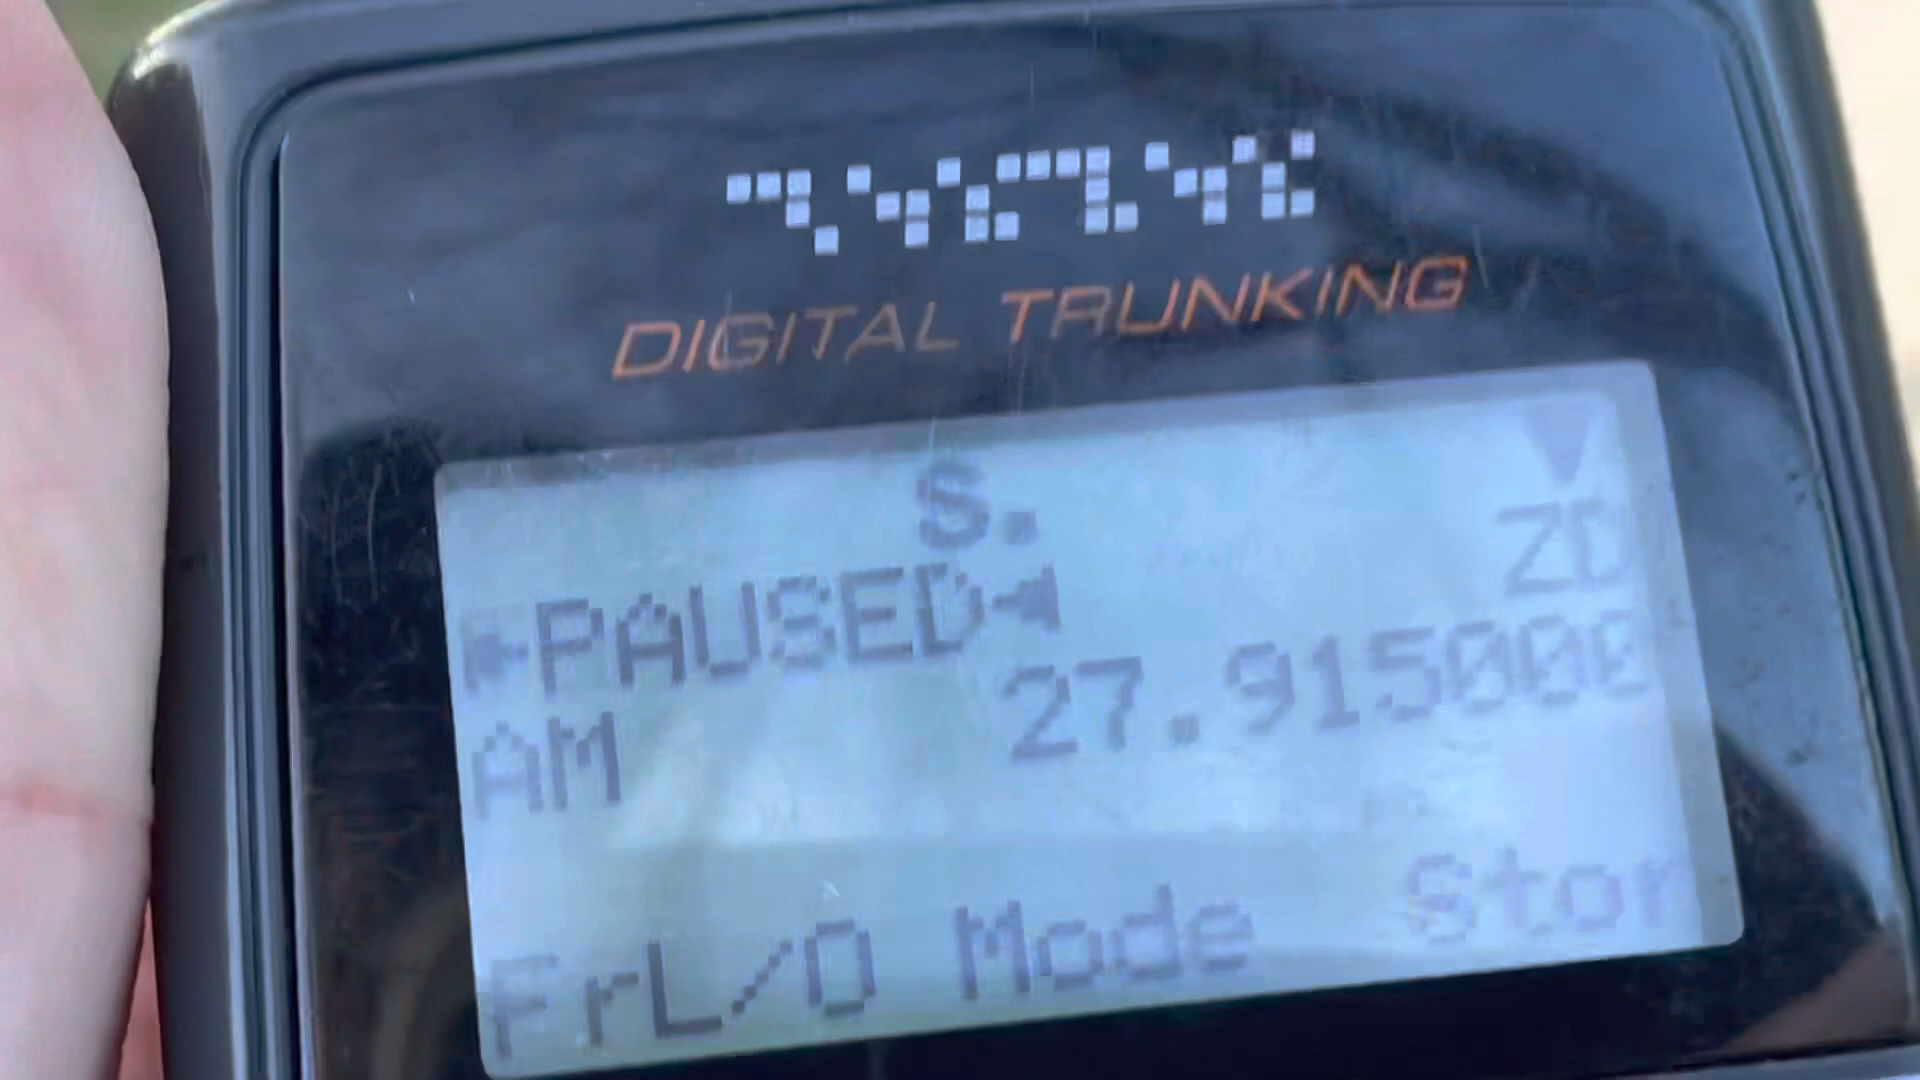 DIGITAL TRUNKING
S.
PAUSED ZD
AM 27.915000
FrL/O Mode Stor